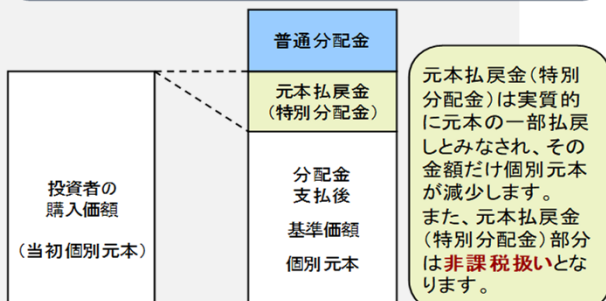 普通分配金
元本払戻金
(特別分配金)
投資者の
購入価額
(当初個別元本)
分配金
支払後
基準価額
個別元本
元本払戻金(特別
分配金)は実質的
に元本の一部払戻
しとみなされ、その
金額だけ個別元本
が減少します。
また、元本払戻金
(特別分配金)部分
は非課税扱いとな
ります。